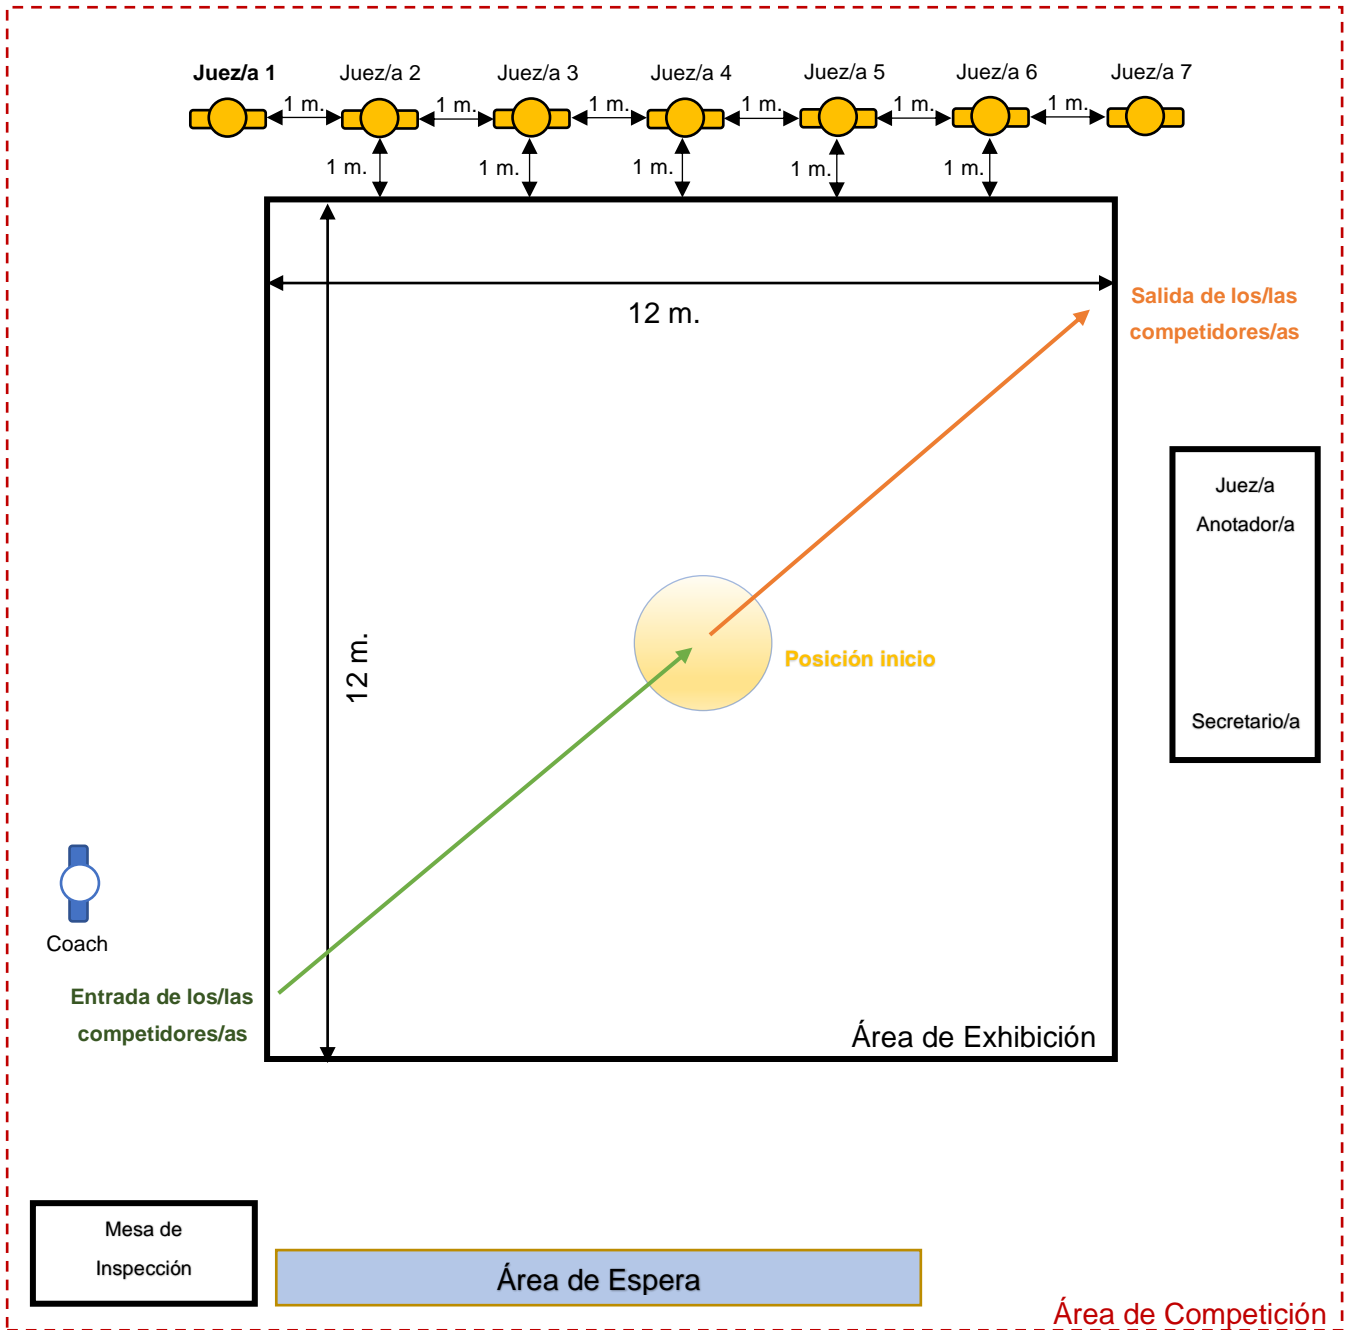 Juez/a 1 Juez/a 2 Juez/a 3 Juez/a 4 Juez/a 5 Juez/a 6 Juez/a 7
1 m. 1 m. 1 m. 1 m. 1 m. 1 m.
1 m. 1 m. 1 m. 1 m. 1 m.
12 m.
Salida de los/las
competidores/as
Juez/a
Anotador/a
12 m.
Posición inicio
Secretario/a
Coach
Entrada de los/las
competidores/as
Área de Exhibición
Mesa de
Inspección
Área de Espera
Área de Competición